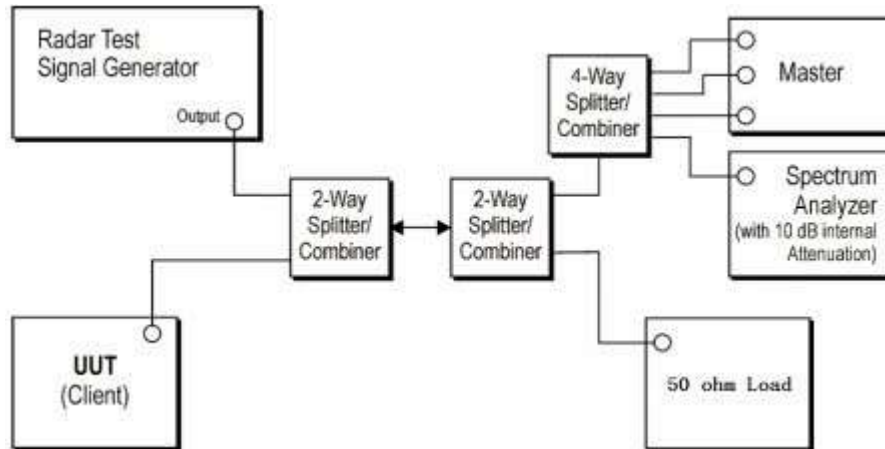 Radar Test
Signal Generator
Output
4-Way
Splitter/
Combiner
Master
2-Way
Splitter/
Combiner
2-Way
Splitter/
Combiner
Spectrum
Analyzer
(with 10 dB internal
Attenuation)
UUT
(Client)
50 ohm Load